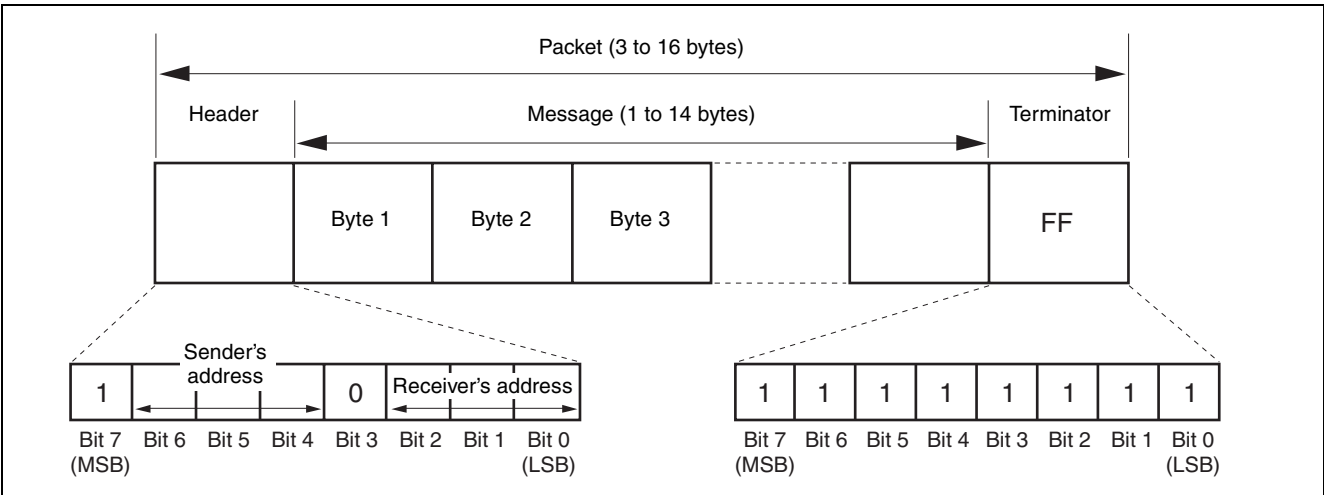 Packet (3 to 16 bytes)
Header
Message (1 to 14 bytes)
Terminator
Byte 1
Byte 2
Byte 3
FF
1
Sender's
address
0
Receiver's address
Bit 7
(MSB)
Bit 6
Bit 5
Bit 4
Bit 3
Bit 2
Bit 1
Bit 0
(LSB)
1
1
1
1
1
1
1
1
Bit 7
(MSB)
Bit 6
Bit 5
Bit 4
Bit 3
Bit 2
Bit 1
Bit 0
(LSB)